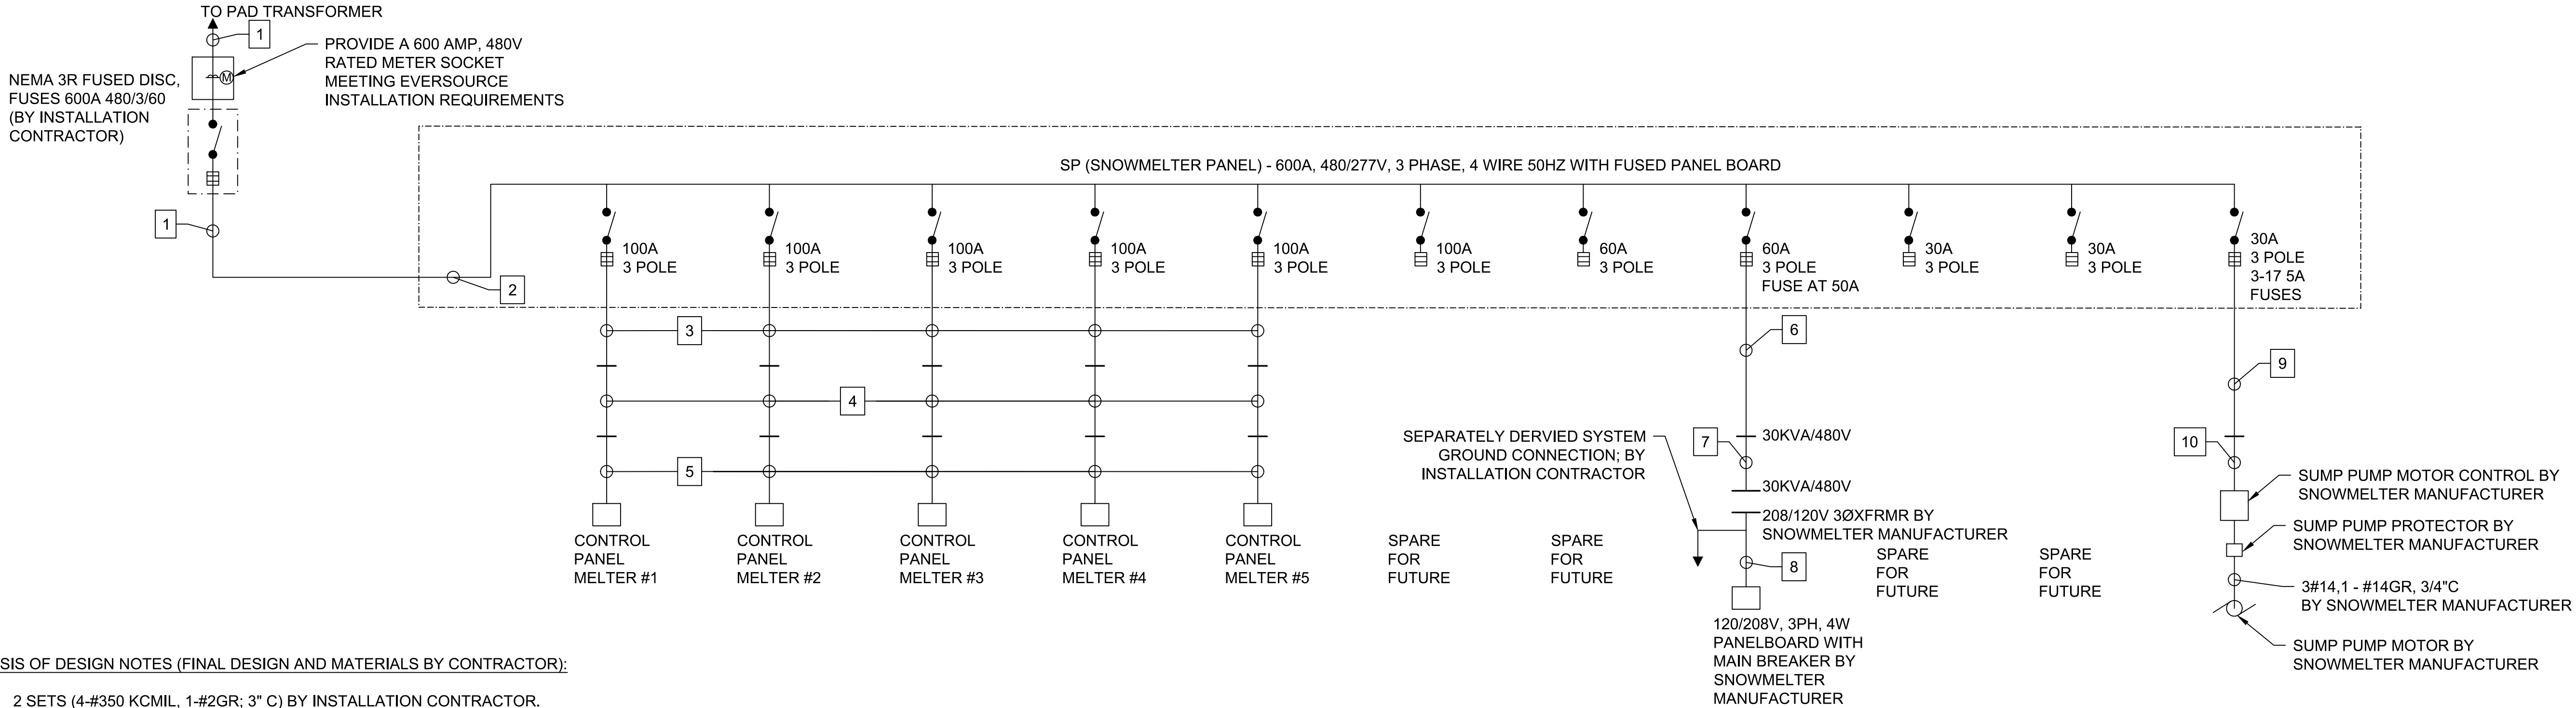 TO PAD TRANSFORMER
1
PROVIDE A 600 AMP, 480V
RATED METER SOCKET
MEETING EVERSOURCE
INSTALLATION REQUIREMENTS
M
NEMA 3R FUSED DISC,
FUSES 600A 480/3/60
(BY INSTALLATION
CONTRACTOR)
1
2
SP (SNOWMELTER PANEL) - 600A, 480/277V, 3 PHASE, 4 WIRE 50HZ WITH FUSED PANEL BOARD
100A
3 POLE
100A
3 POLE
100A
3 POLE
100A
3 POLE
100A
3 POLE
100A
3 POLE
60A
3 POLE
60A
3 POLE
FUSE AT 50A
30A
3 POLE
30A
3 POLE
30A
3 POLE
3-17 5A
FUSES
3
4
5
6
7
8
9
10
CONTROL
PANEL
MELTER #1
CONTROL
PANEL
MELTER #2
CONTROL
PANEL
MELTER #3
CONTROL
PANEL
MELTER #4
CONTROL
PANEL
MELTER #5
SPARE
FOR
FUTURE
SPARE
FOR
FUTURE
SEPARATELY DERVIED SYSTEM
GROUND CONNECTION; BY
INSTALLATION CONTRACTOR
30KVA/480V
30KVA/480V
208/120V 3ØXFRMR BY
SNOWMELTER MANUFACTURER
120/208V, 3PH, 4W
PANELBOARD WITH
MAIN BREAKER BY
SNOWMELTER
MANUFACTURER
SPARE
FOR
FUTURE
SPARE
FOR
FUTURE
SUMP PUMP MOTOR CONTROL BY
SNOWMELTER MANUFACTURER
SUMP PUMP PROTECTOR BY
SNOWMELTER MANUFACTURER
3#14,1 - #14GR, 3/4"C
BY SNOWMELTER MANUFACTURER
SUMP PUMP MOTOR BY
SNOWMELTER MANUFACTURER
SIS OF DESIGN NOTES (FINAL DESIGN AND MATERIALS BY CONTRACTOR):
2 SETS (4-#350 KCMIL, 1-#2GR; 3" C) BY INSTALLATION CONTRACTOR.